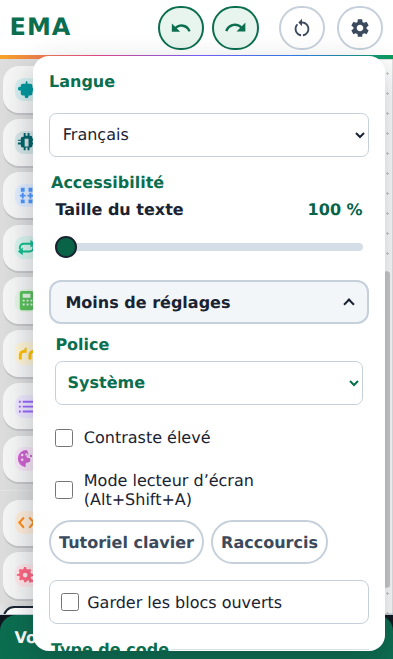 EMA
Langue
Français
Accessibilité
Taille du texte 100 %
Moins de réglages
Police
Système
Contraste élevé
Mode lecteur d’écran
(Alt+Shift+A)
Tutoriel clavier Raccourcis
Garder les blocs ouverts
Type de code